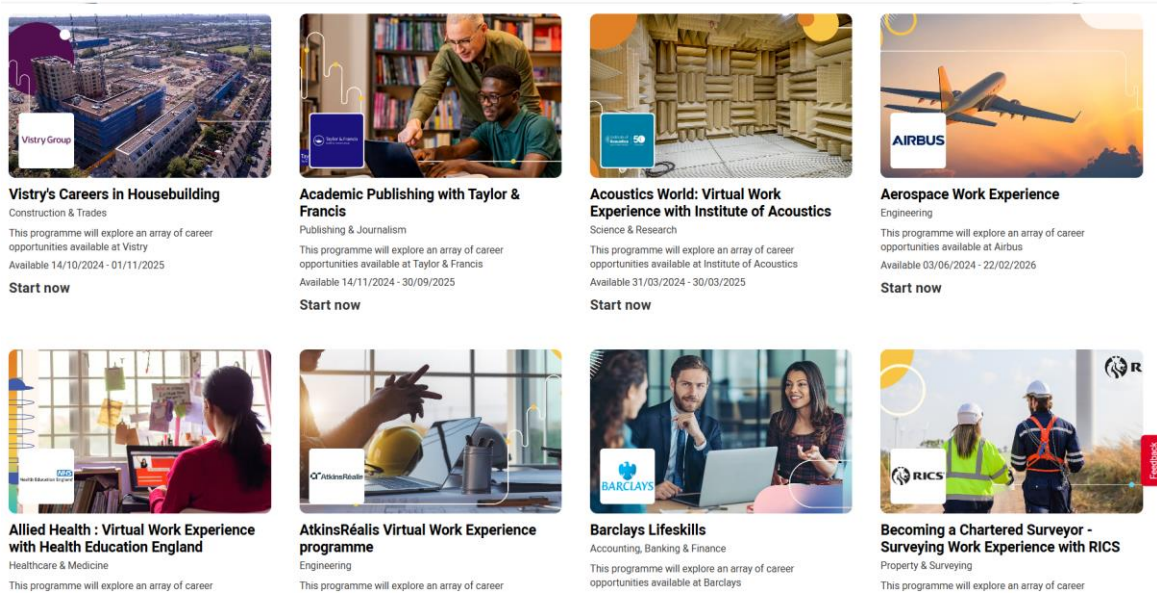 Vistry Group
Vistry's Careers in Housebuilding
Construction & Trades
This programme will explore an array of career
opportunities available at Vistry
Available 14/10/2024 - 01/11/2025
Start now
Taylor & Francis
Academic Publishing with Taylor &
Francis
Publishing & Journalism
This programme will explore an array of career
opportunities available at Taylor & Francis
Available 14/11/2024 - 30/09/2025
Start now
50
Acoustics World: Virtual Work
Experience with Institute of Acoustics
Science & Research
This programme will explore an array of career
opportunities available at Institute of Acoustics
Available 31/03/2024 - 30/03/2025
Start now
AIRBUS
Aerospace Work Experience
Engineering
This programme will explore an array of career
opportunities available at Airbus
Available 03/06/2024 - 22/02/2026
Start now
NHS
Health Education England
Allied Health : Virtual Work Experience
with Health Education England
Healthcare & Medicine
This programme will explore an array of career
AtkinsRéalis
AtkinsRéalis Virtual Work Experience
programme
Engineering
This programme will explore an array of career
BARCLAYS
Barclays Lifeskills
Accounting, Banking & Finance
This programme will explore an array of career
opportunities available at Barclays
R
RICS
Becoming a Chartered Surveyor -
Surveying Work Experience with RICS
Property & Surveying
This programme will explore an array of career
Feedback